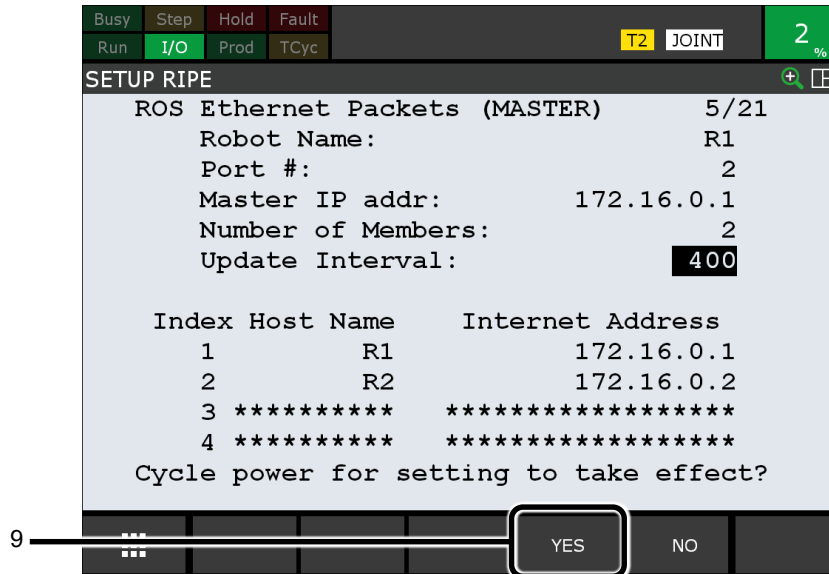 Busy Step Hold Fault
Run I/O Prod TCyc T2 JOINT 2 %
SETUP RIPE
ROS Ethernet Packets (MASTER) 5/21
Robot Name: R1
Port #: 2
Master IP addr: 172.16.0.1
Number of Members: 2
Update Interval: 400
Index Host Name Internet Address
1 R1 172.16.0.1
2 R2 172.16.0.2
3 ********** *******************
4 ********** *******************
Cycle power for setting to take effect?
9 YES NO